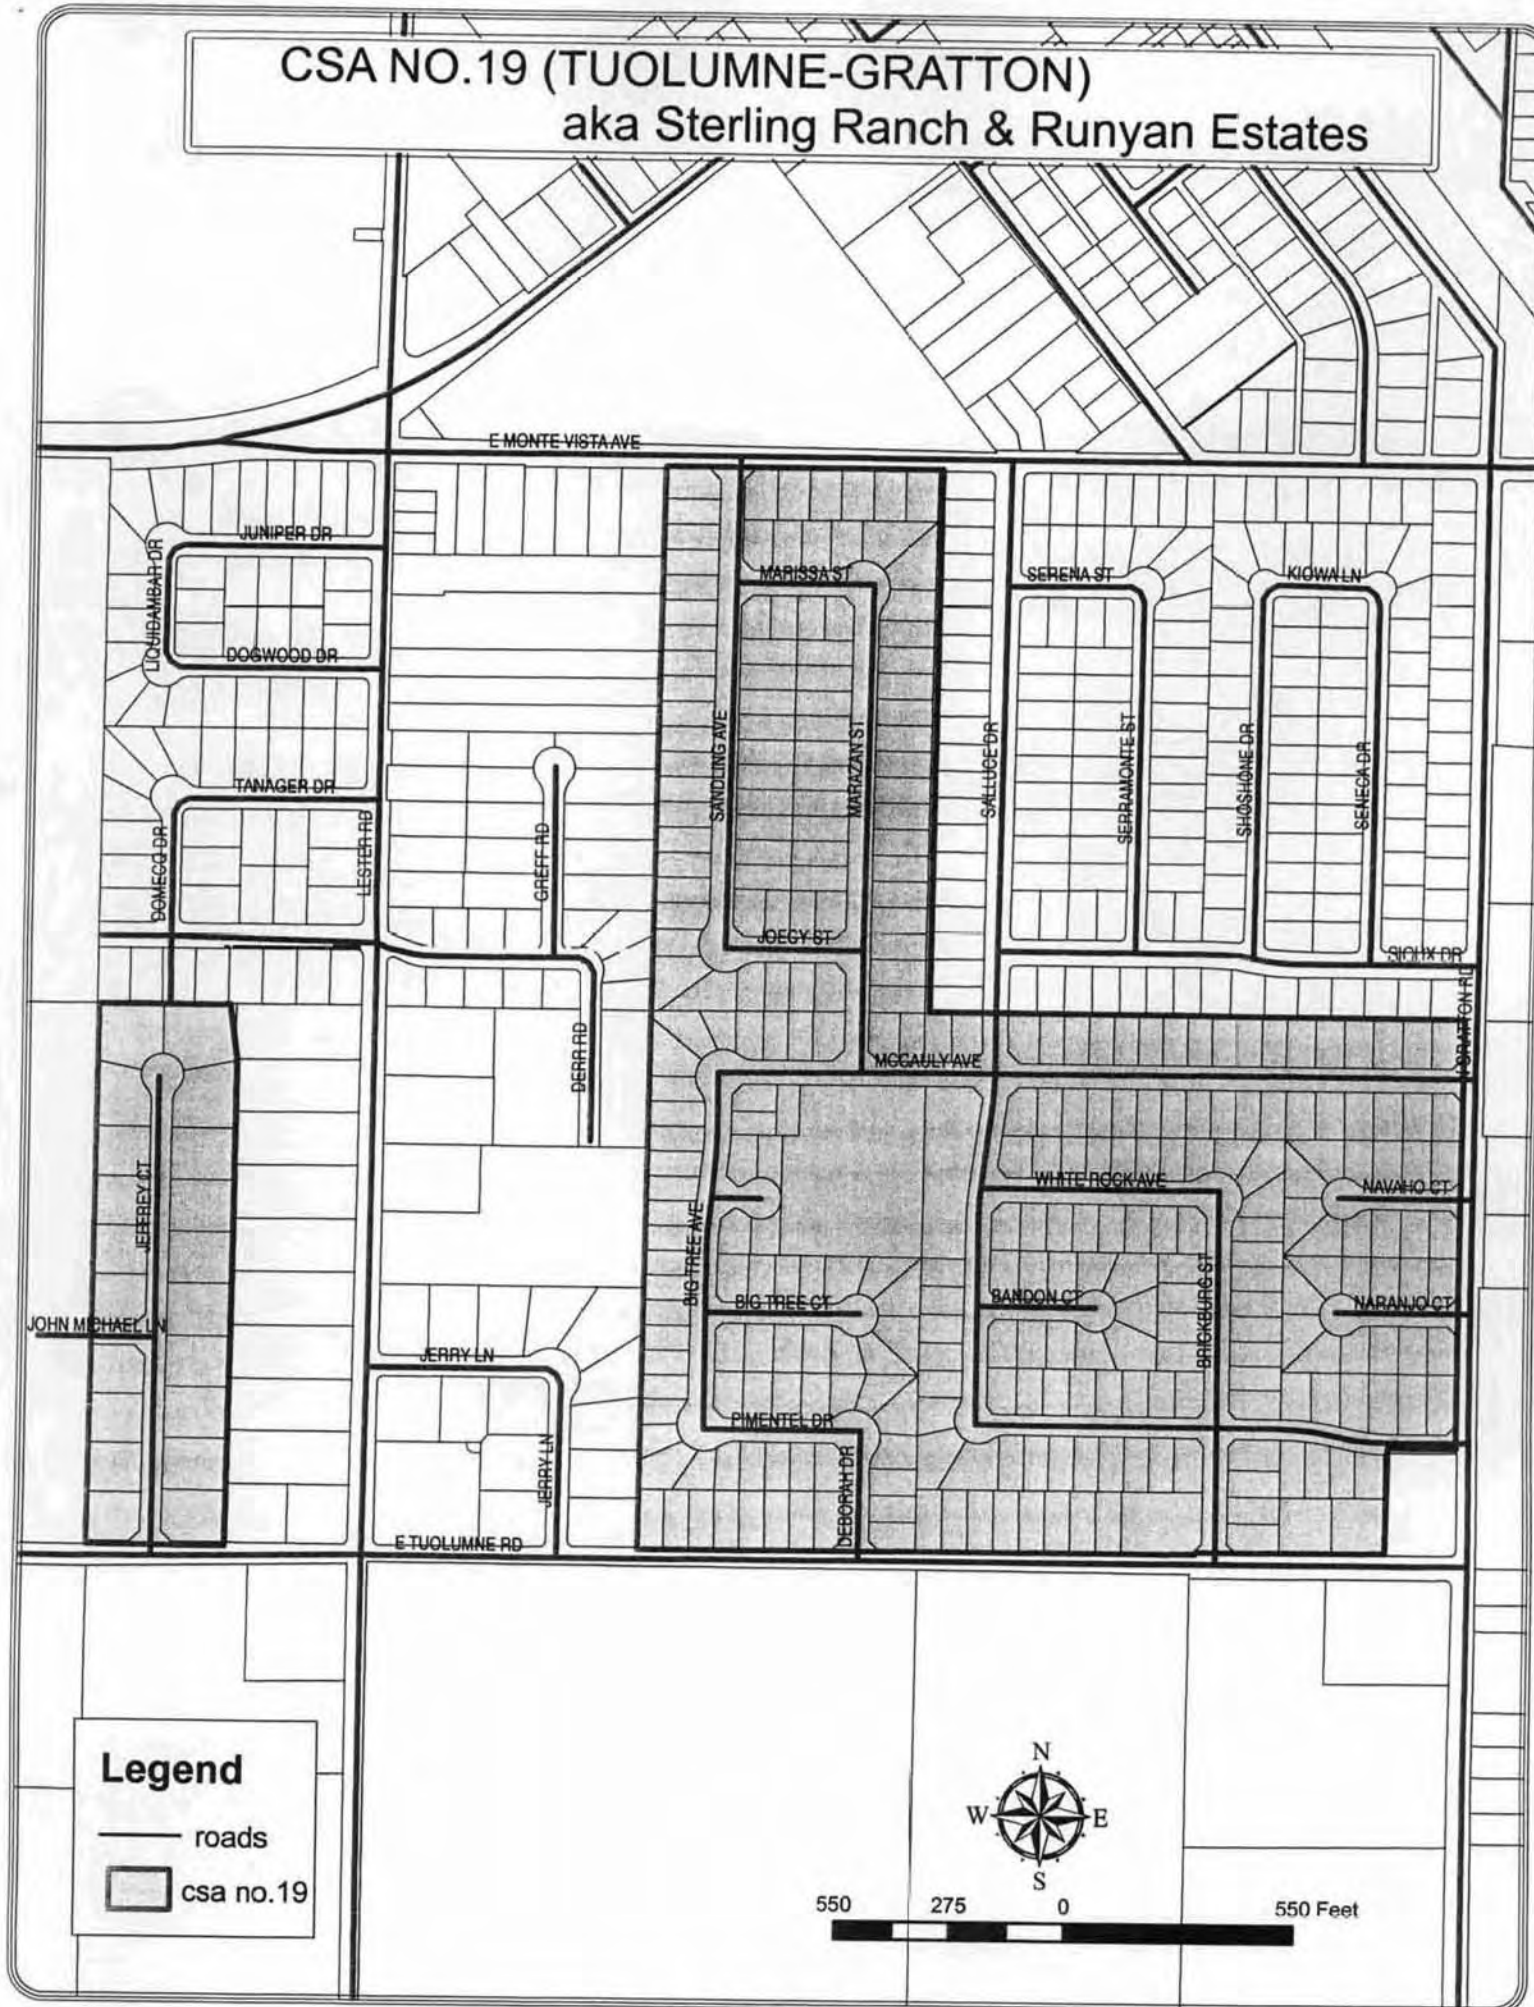 CSA NO.19 (TUOLUMNE-GRATTON)
aka Sterling Ranch & Runyan Estates
E MONTE VISTA AVE
JUNIPER DR
LIQUIDAMBAR DR
DOGWOOD DR
MARISSA ST
SERENA ST
KIOWA LN
SANDLING AVE
MARAZAN ST
SALLUCE DR
SERRAMONTE ST
SHOSHONE DR
SENECA DR
TANAGER DR
DOMECQ DR
LESTER RD
GREFF RD
JOEGY ST
SIOUX DR
N GRATTON RD
DERR RD
MCCAULY AVE
JEFFREY CT
WHITE ROCK AVE
NAVAHO CT
BIG TREE AVE
BIG TREE CT
BANDON CT
BRICKBURG ST
NARANJO CT
JOHN MICHAEL LN
JERRY LN
PIMENTEL DR
JERRY LN
DEBORAH DR
E TUOLUMNE RD
Legend
roads
csa no.19
N
W E
S
550 275 0 550 Feet